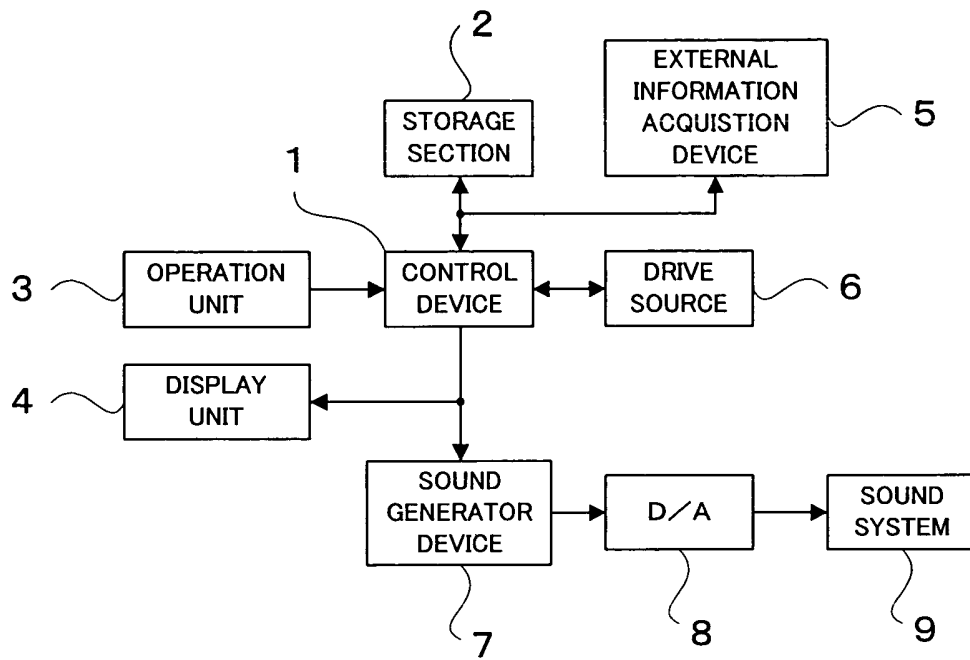 2
STORAGE
SECTION
EXTERNAL
INFORMATION
ACQUISTION
DEVICE
5
1
3
OPERATION
UNIT
CONTROL
DEVICE
DRIVE
SOURCE
6
4
DISPLAY
UNIT
SOUND
GENERATOR
DEVICE
D/A
SOUND
SYSTEM
7
8
9